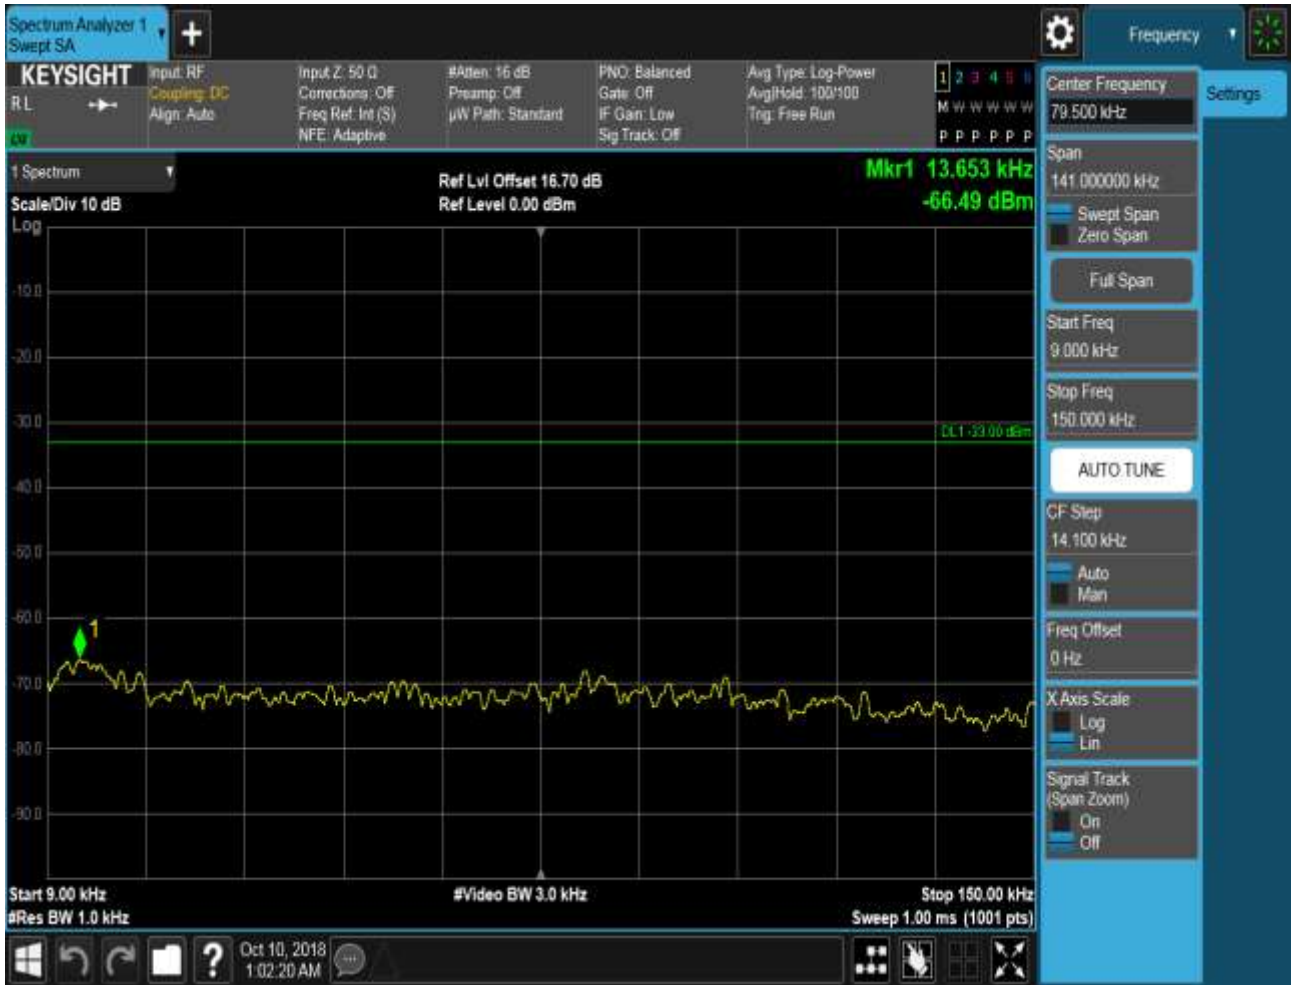 Spectrum Analyzer 1
Swept SA
Frequency
KEYSIGHT
RL
Input: RF
Coupling: DC
Align: Auto
Input Z: 50 Ω
Corrections: Off
Freq Ref: Int (S)
NFE: Adaptive
#Atten: 16 dB
Preamp: Off
µW Path: Standard
PNO: Balanced
Gate: Off
IF Gain: Low
Sig Track: Off
Avg Type: Log-Power
Avg|Hold: 100/100
Trig: Free Run
1 2 3 4 5 6
M W W W W W
P P P P P P
1 Spectrum
Scale/Div 10 dB
Log
Ref Lvl Offset 16.70 dB
Ref Level 0.00 dBm
Mkr1 13.653 kHz
-66.49 dBm
-10.0
-20.0
-30.0
DL1 -33.00 dBm
-40.0
-50.0
-60.0
1
-70.0
-80.0
-90.0
Start 9.00 kHz
#Res BW 1.0 kHz
#Video BW 3.0 kHz
Stop 150.00 kHz
Sweep 1.00 ms (1001 pts)
Oct 10, 2018
1:02:20 AM
Center Frequency
79.500 kHz
Settings
Span
141.000000 kHz
Swept Span
Zero Span
Full Span
Start Freq
9.000 kHz
Stop Freq
150.000 kHz
AUTO TUNE
CF Step
14.100 kHz
Auto
Man
Freq Offset
0 Hz
X Axis Scale
Log
Lin
Signal Track
(Span Zoom)
On
Off